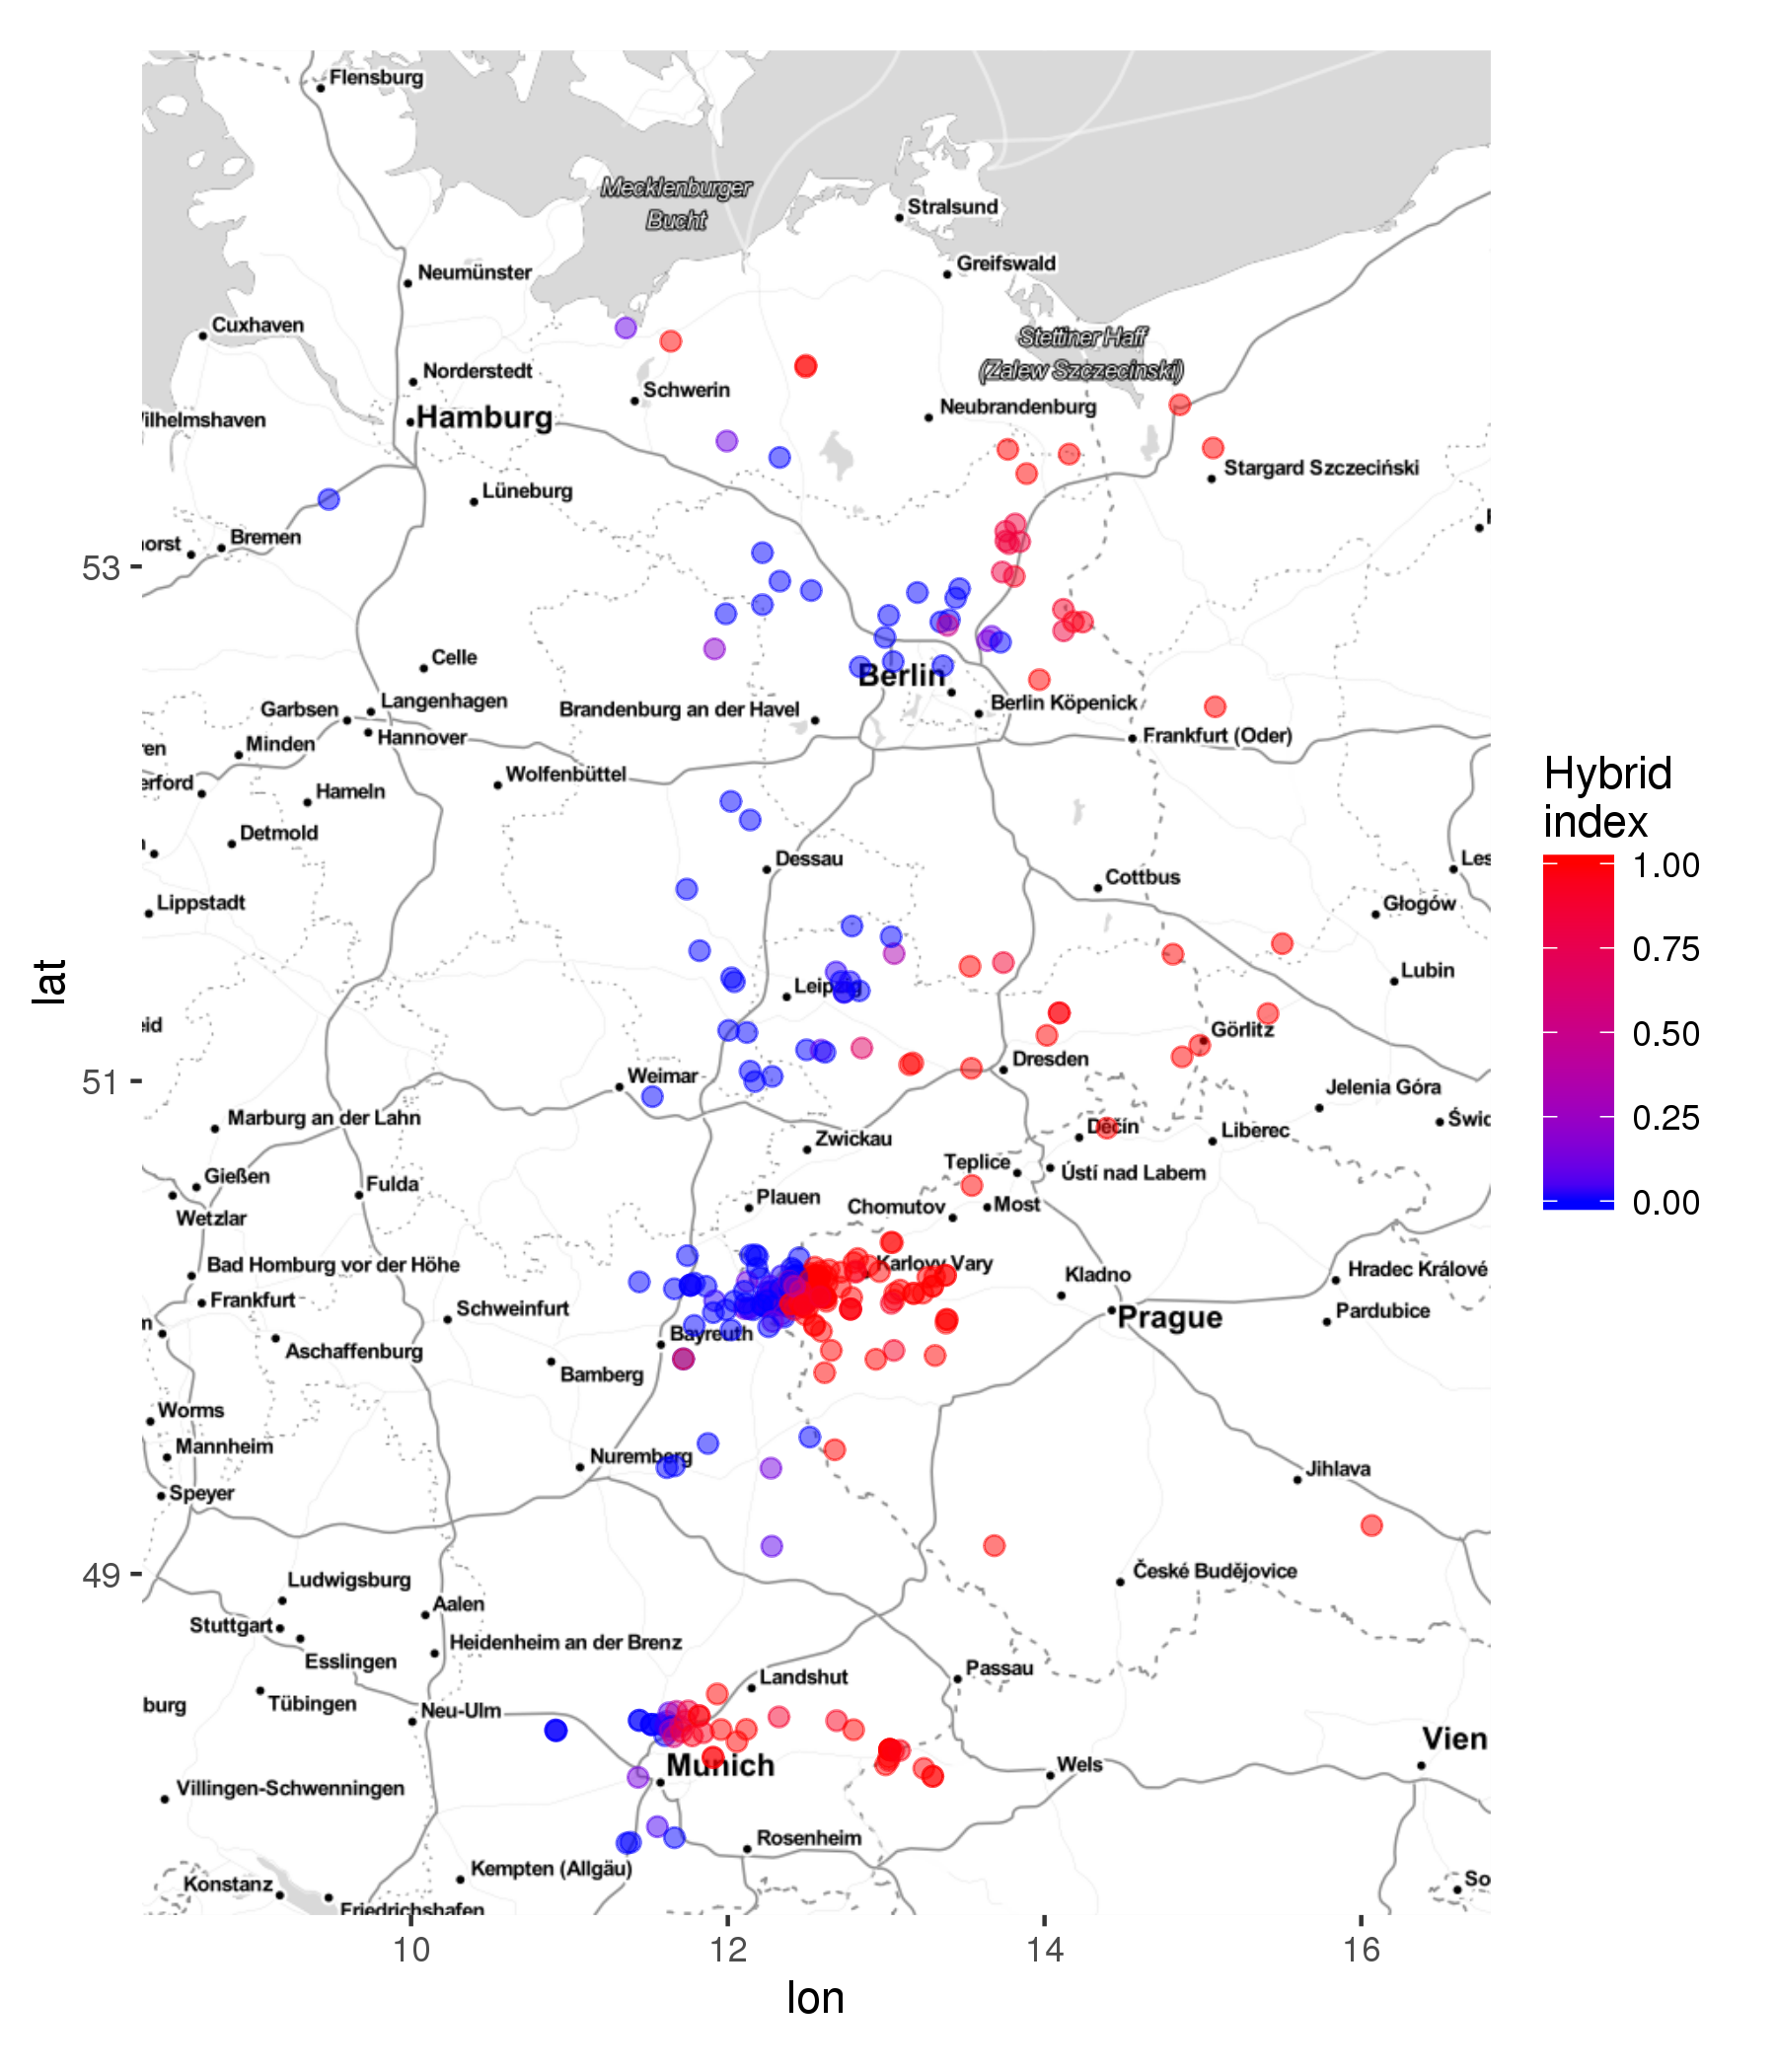 Flensburg
Mecklenburger
Bucht
Stralsund
Greifswald
Neumünster
Cuxhaven
Stettiner Haff
(Zalew Szczecinski)
Norderstedt
Schwerin
Neubrandenburg
Hamburg
ilhelmshaven
Stargard Szczeciński
Lüneburg
Bremen
orst
53
Celle
Berlin
Langenhagen
Garbsen
Brandenburg an der Havel
Berlin Köpenick
Hannover
Frankfurt (Oder)
ren
Minden
Wolfenbüttel
erford
Hameln
Detmold
Dessau
Les
Cottbus
Lippstadt
Głogów
Lubin
Leipzig
eid
Görlitz
Dresden
51
Weimar
Jelenia Góra
Marburg an der Lahn
Świd
Děčín
Liberec
Zwickau
Teplice
Ústí nad Labem
Gießen
Fulda
Plauen
Chomutov
Most
Wetzlar
Bad Homburg vor der Höhe
Karlovy Vary
Kladno
Hradec Králové
Frankfurt
Schweinfurt
Prague
Pardubice
n
Bayreuth
Aschaffenburg
Bamberg
Worms
Mannheim
Nuremberg
Jihlava
Speyer
49
České Budějovice
Ludwigsburg
Aalen
Stuttgart
Heidenheim an der Brenz
Esslingen
Passau
Landshut
Tübingen
burg
Neu-Ulm
Vien
Munich
Wels
Villingen-Schwenningen
Rosenheim
Kempten (Allgäu)
Konstanz
So
Friedrichshafen
10
12
14
16
lon
lat
Hybrid
index
1.00
0.75
0.50
0.25
0.00